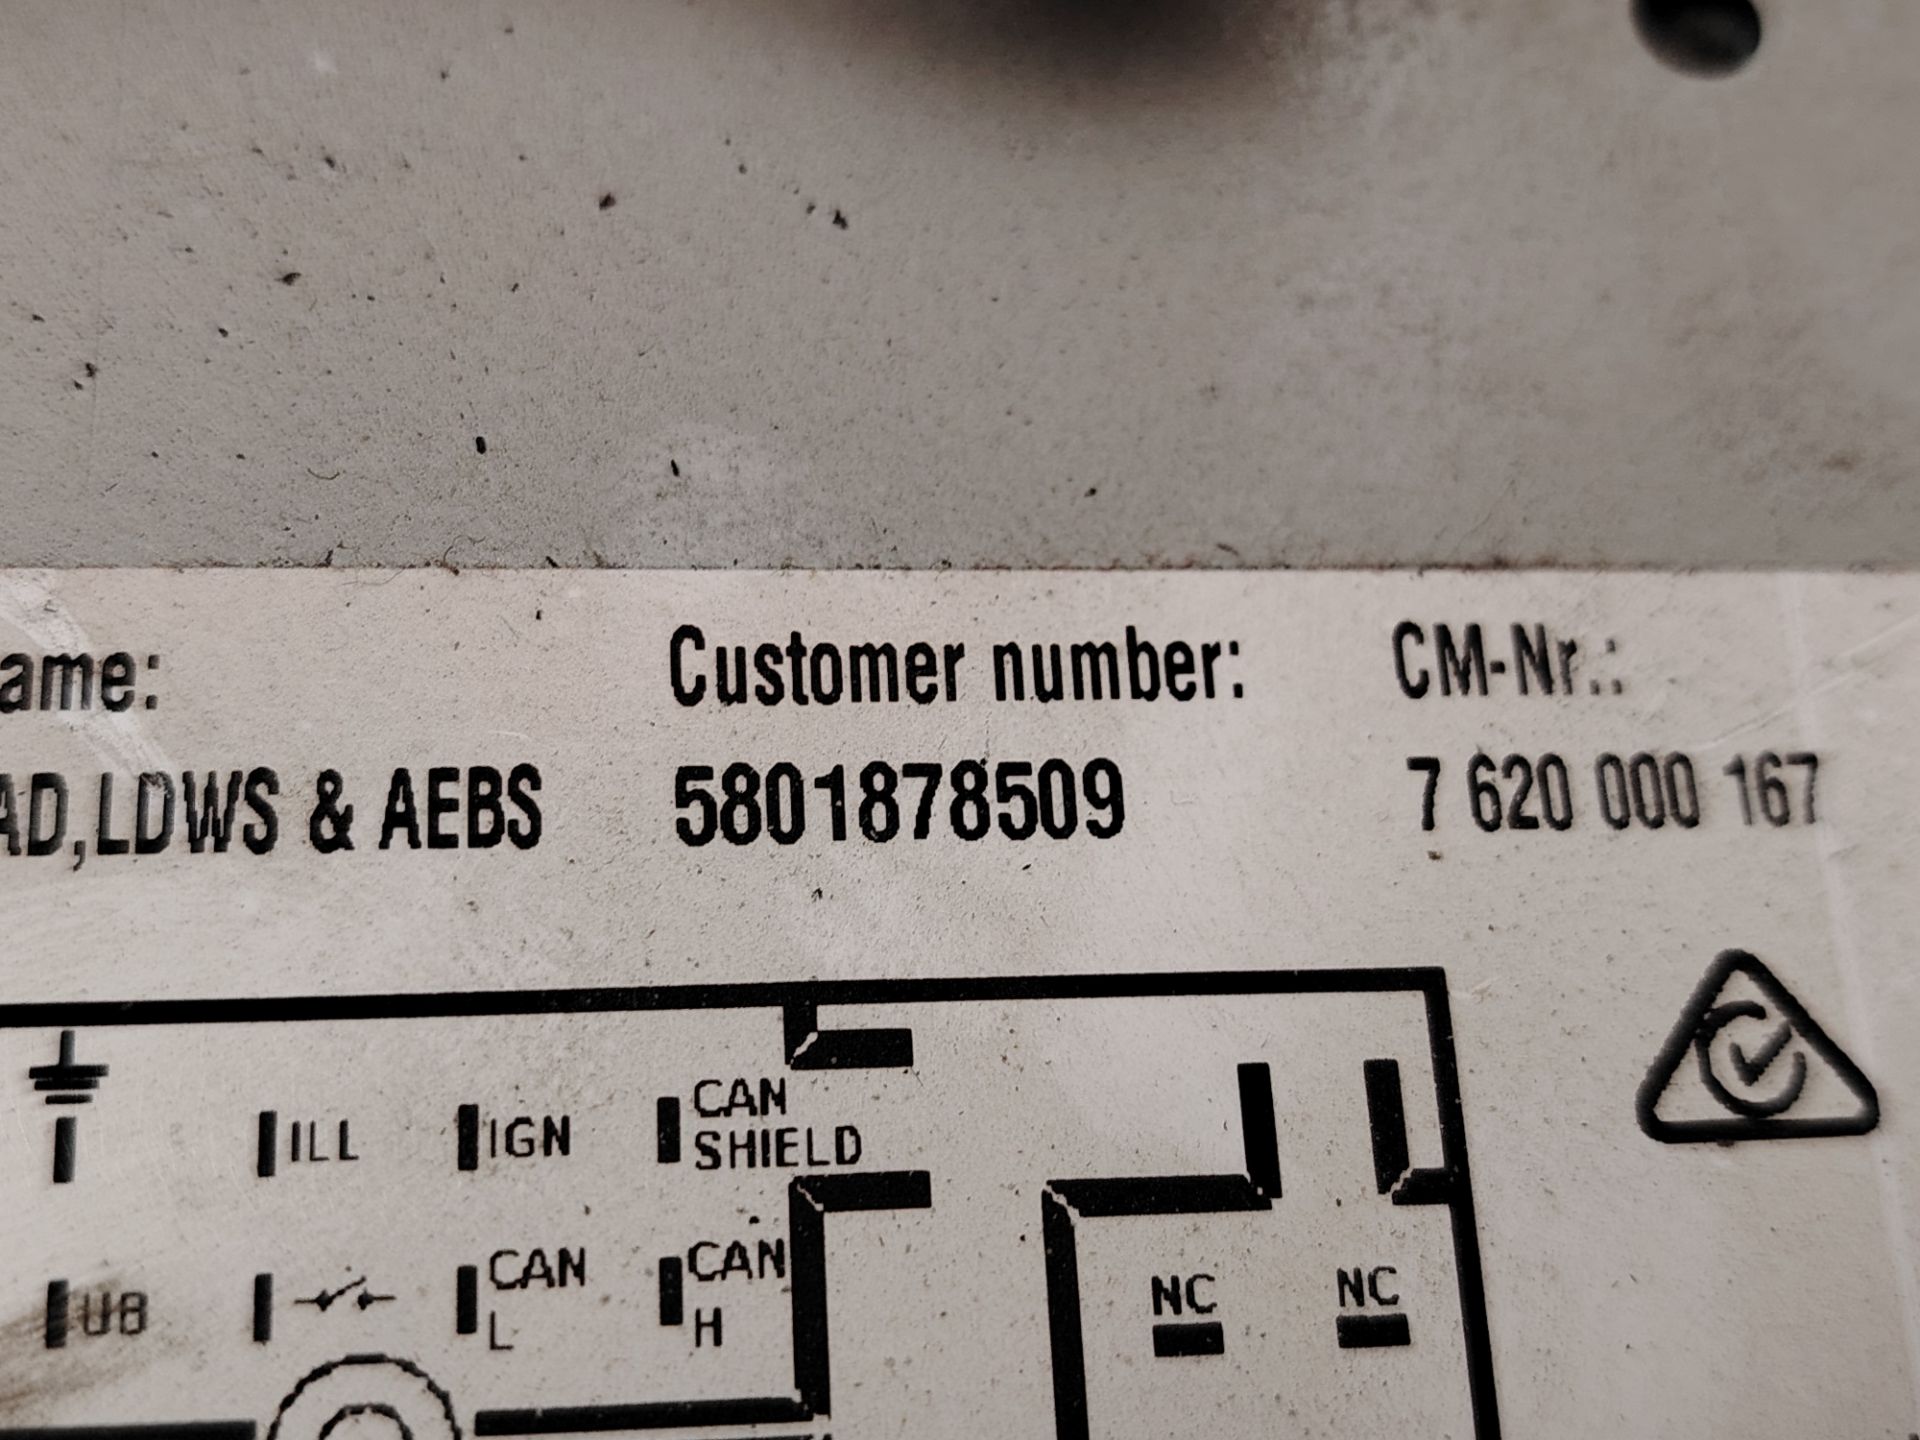 ame: Customer number: CM-Nr.:
AD,LDWS & AEBS 5801878509 7 620 000 167
ILL IGN CAN
SHIELD
UB CAN
L CAN
H NC NC